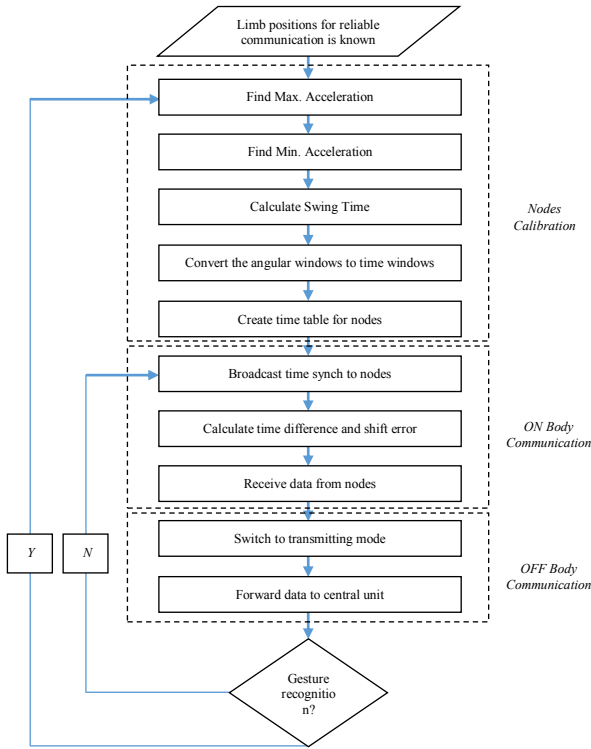 Limb positions for reliable
communication is known
Find Max. Acceleration
Find Min. Acceleration
Calculate Swing Time
Convert the angular windows to time windows
Create time table for nodes
Nodes
Calibration
Broadcast time synch to nodes
Calculate time difference and shift error
Receive data from nodes
ON Body
Communication
Switch to transmitting mode
Forward data to central unit
OFF Body
Communication
Y
N
Gesture
recognitio
n?